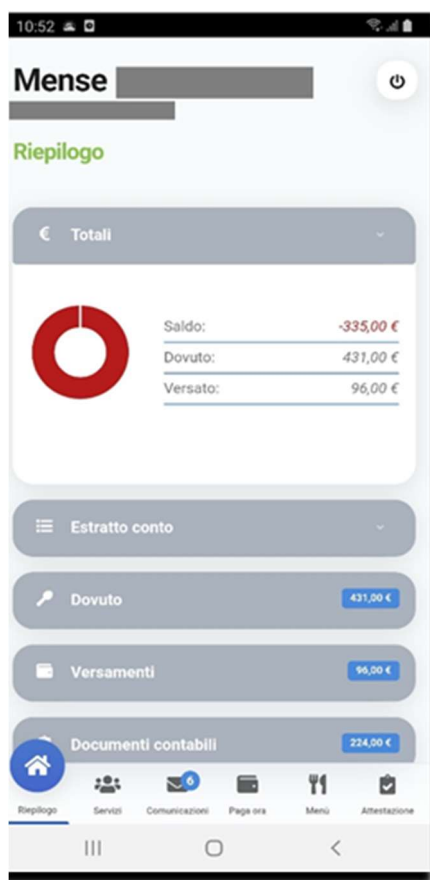 10:52
Mense
Riepilogo
€ Totali
Saldo: -335,00 €
Dovuto: 431,00 €
Versato: 96,00 €
Estratto conto
Dovuto 431,00 €
Versamenti 96,00 €
Documenti contabili 224,00 €
6
Riepilogo Servizi Comunicazioni Paga ora Menù Attestazione